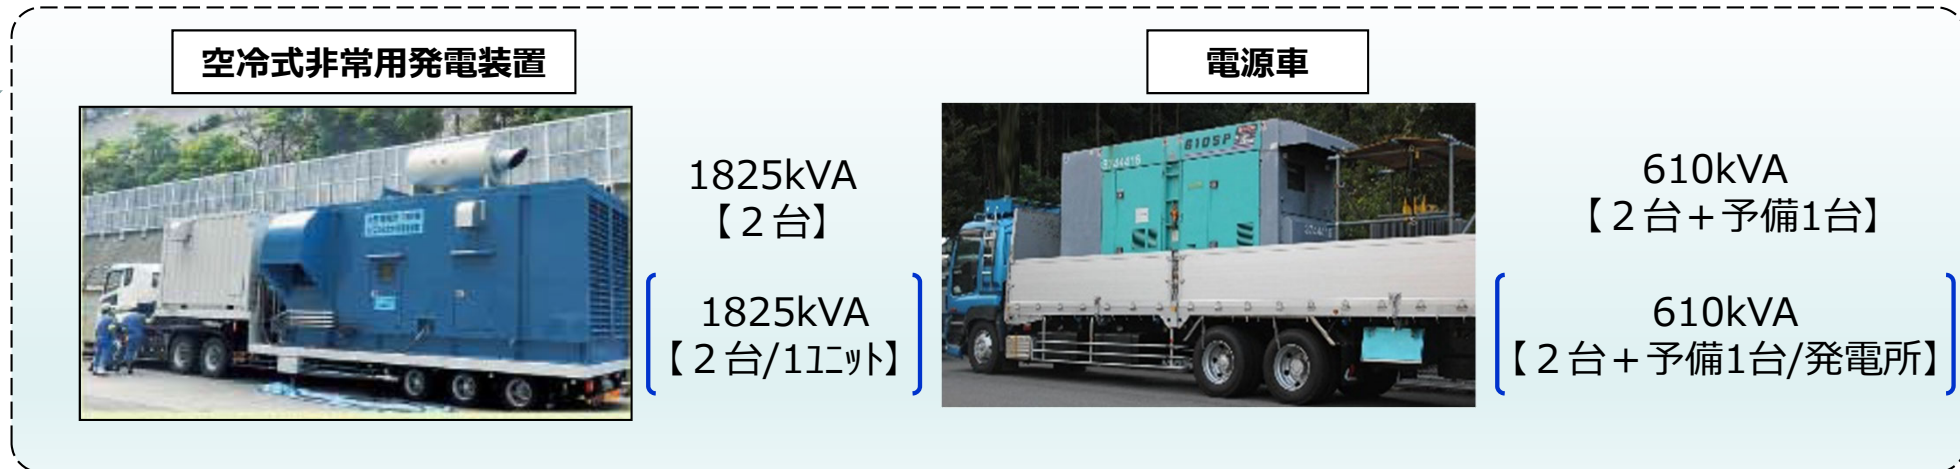 空冷式非常用発電装置
1825kVA
【２台】
1825kVA
【２台/1ﾕﾆｯﾄ】
電源車
610SP
610kVA
【２台＋予備1台】
610kVA
【２台＋予備1台/発電所】